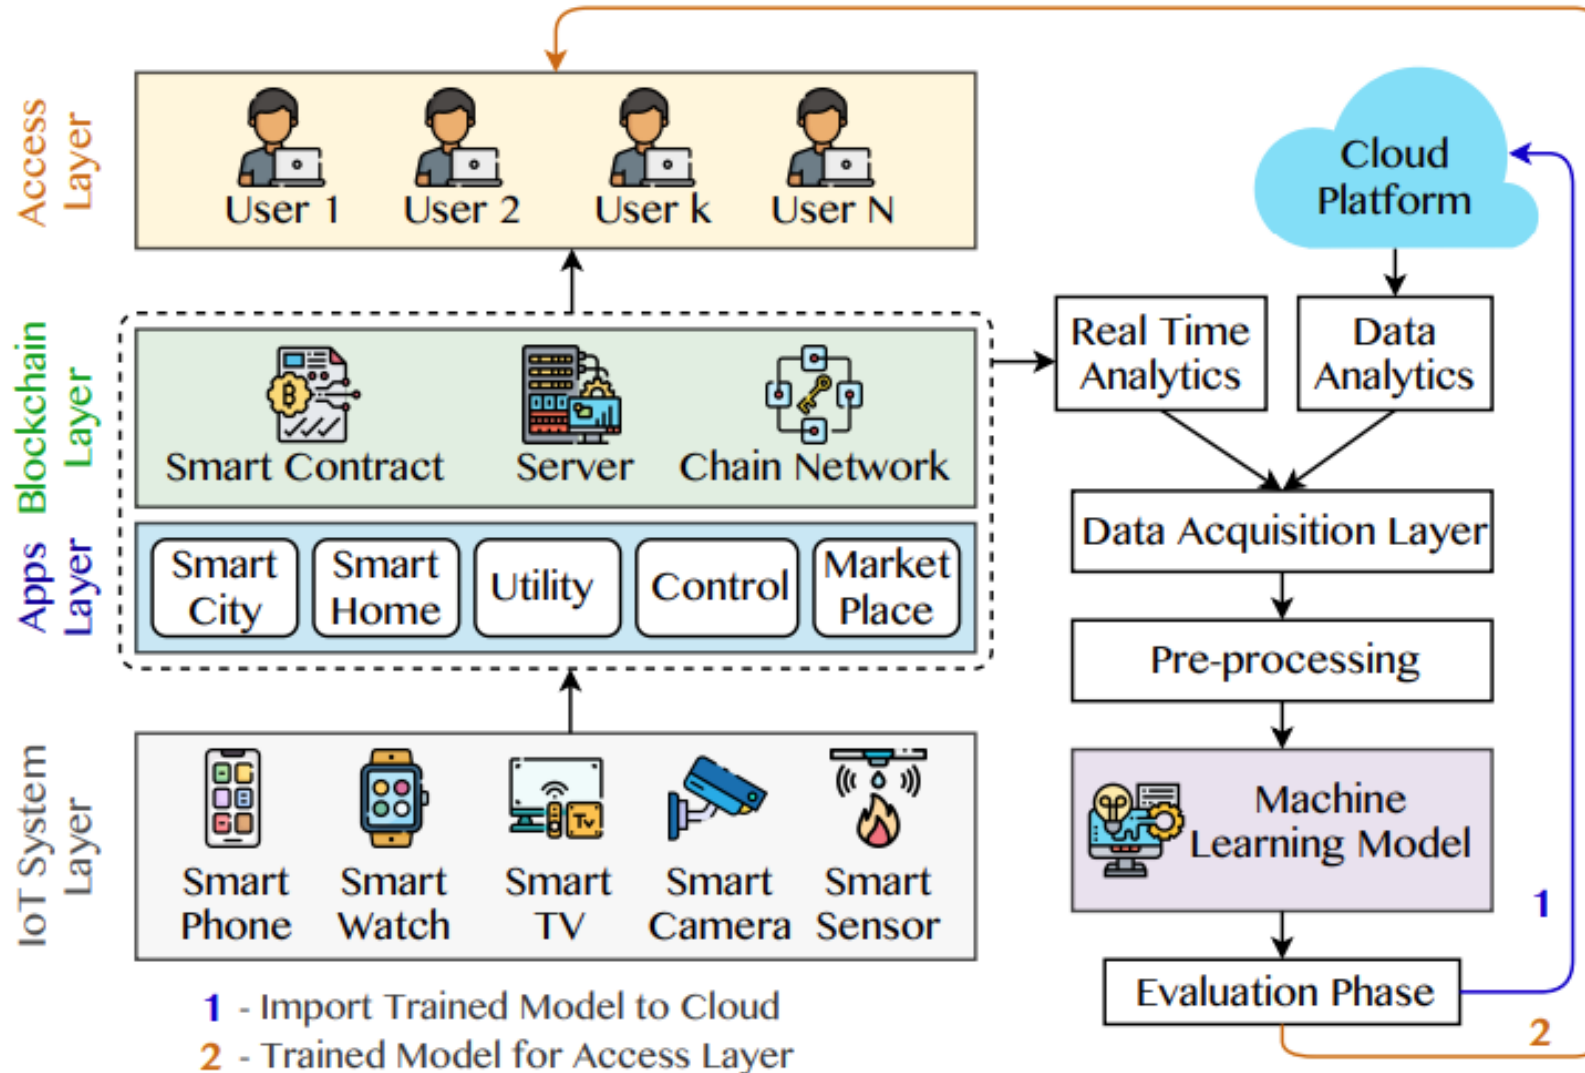 Access
Layer
User 1
User 2
User k
User N
Cloud
Platform
Blockchain
Layer
Smart Contract
Server
Chain Network
Real Time
Analytics
Data
Analytics
Apps
Layer
Smart
City
Smart
Home
Utility
Control
Market
Place
Data Acquisition Layer
Pre-processing
IoT System
Layer
Smart
Phone
Smart
Watch
Smart
TV
Tv
Smart
Camera
Smart
Sensor
Machine
Learning Model
1
Evaluation Phase
2
1 - Import Trained Model to Cloud
2 - Trained Model for Access Layer